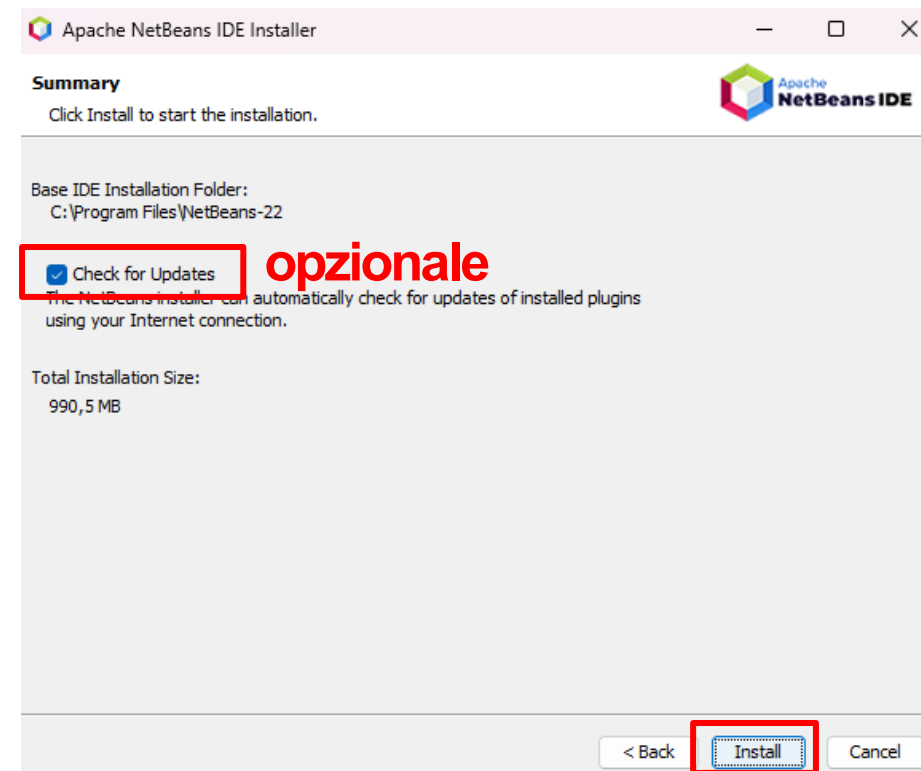 Apache NetBeans IDE Installer
Summary
Click Install to start the installation.
Apache
NetBeans IDE
Base IDE Installation Folder:
C:\Program Files\NetBeans-22
Check for Updates
opzionale
The NetBeans installer can automatically check for updates of installed plugins
using your Internet connection.
Total Installation Size:
990,5 MB
< Back Install Cancel